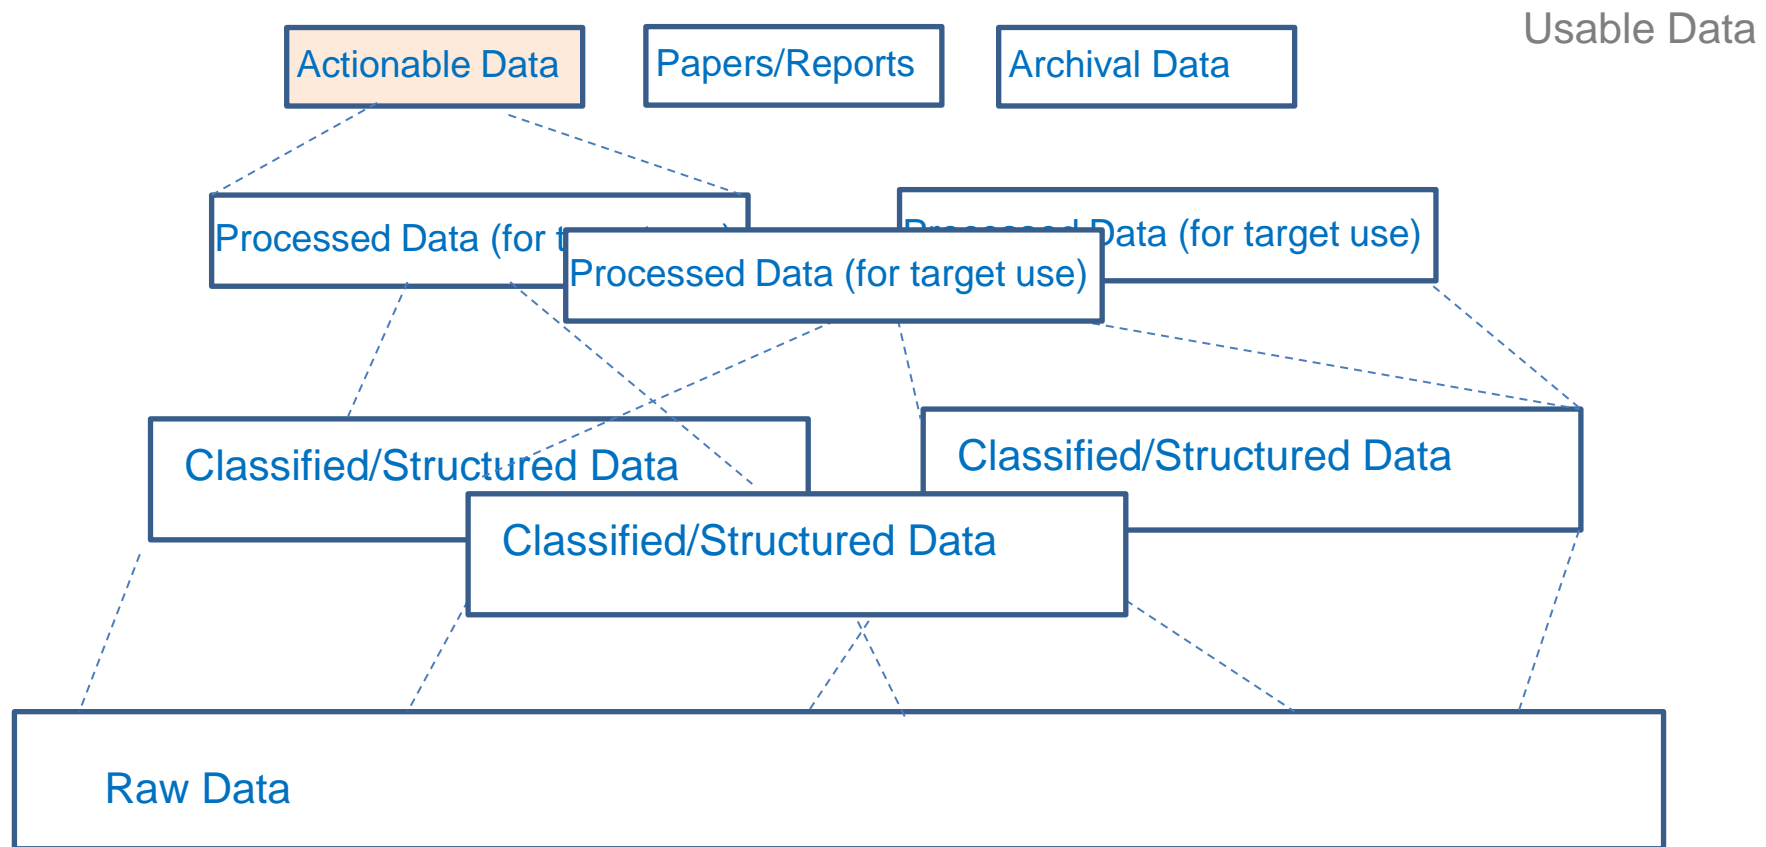 Usable Data
Actionable Data
Papers/Reports
Archival Data
Processed Data (for t
Data (for target use)
Processed Data (for target use)
Classified/Structured Data
Classified/Structured Data
Classified/Structured Data
Raw Data